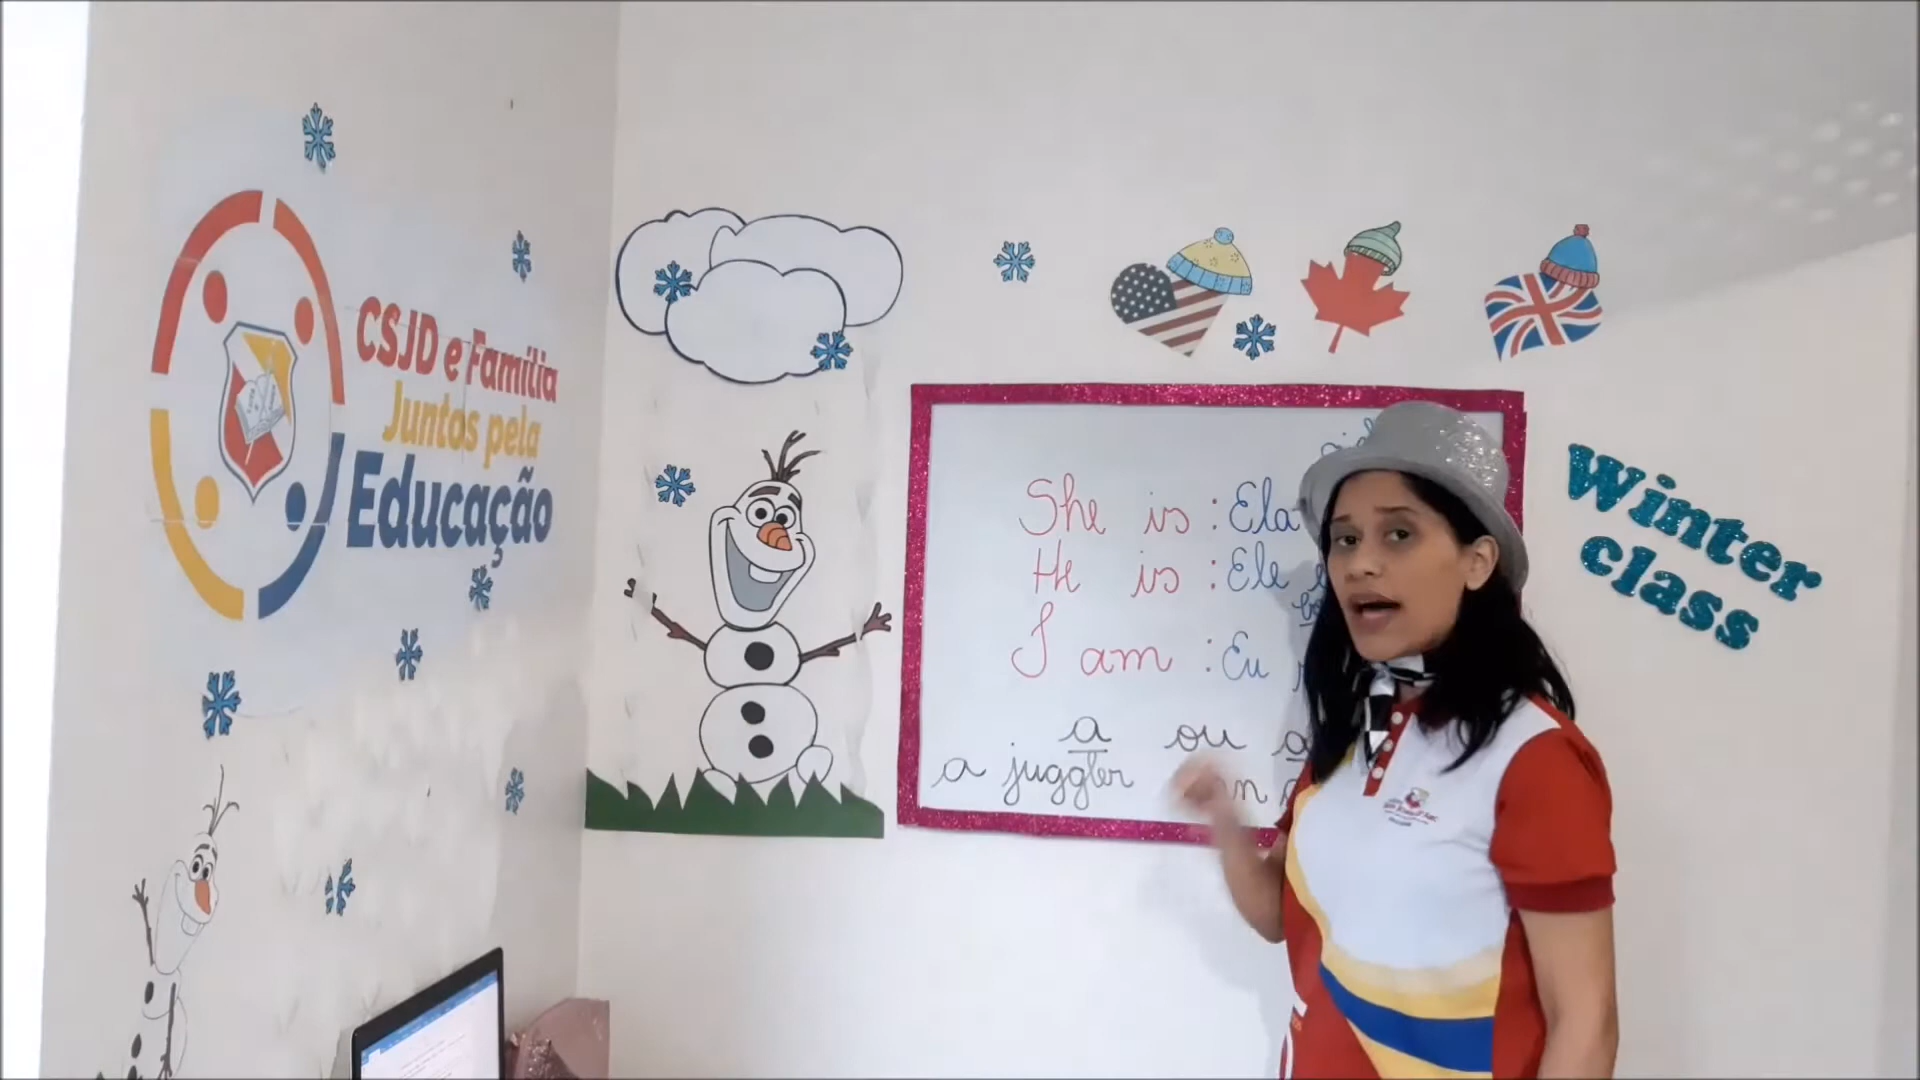 CSJD e Família
Juntos pela
Educação
She is : Ela
He is : Ele
I am : Eu
a ou
a juggler
Winter
class